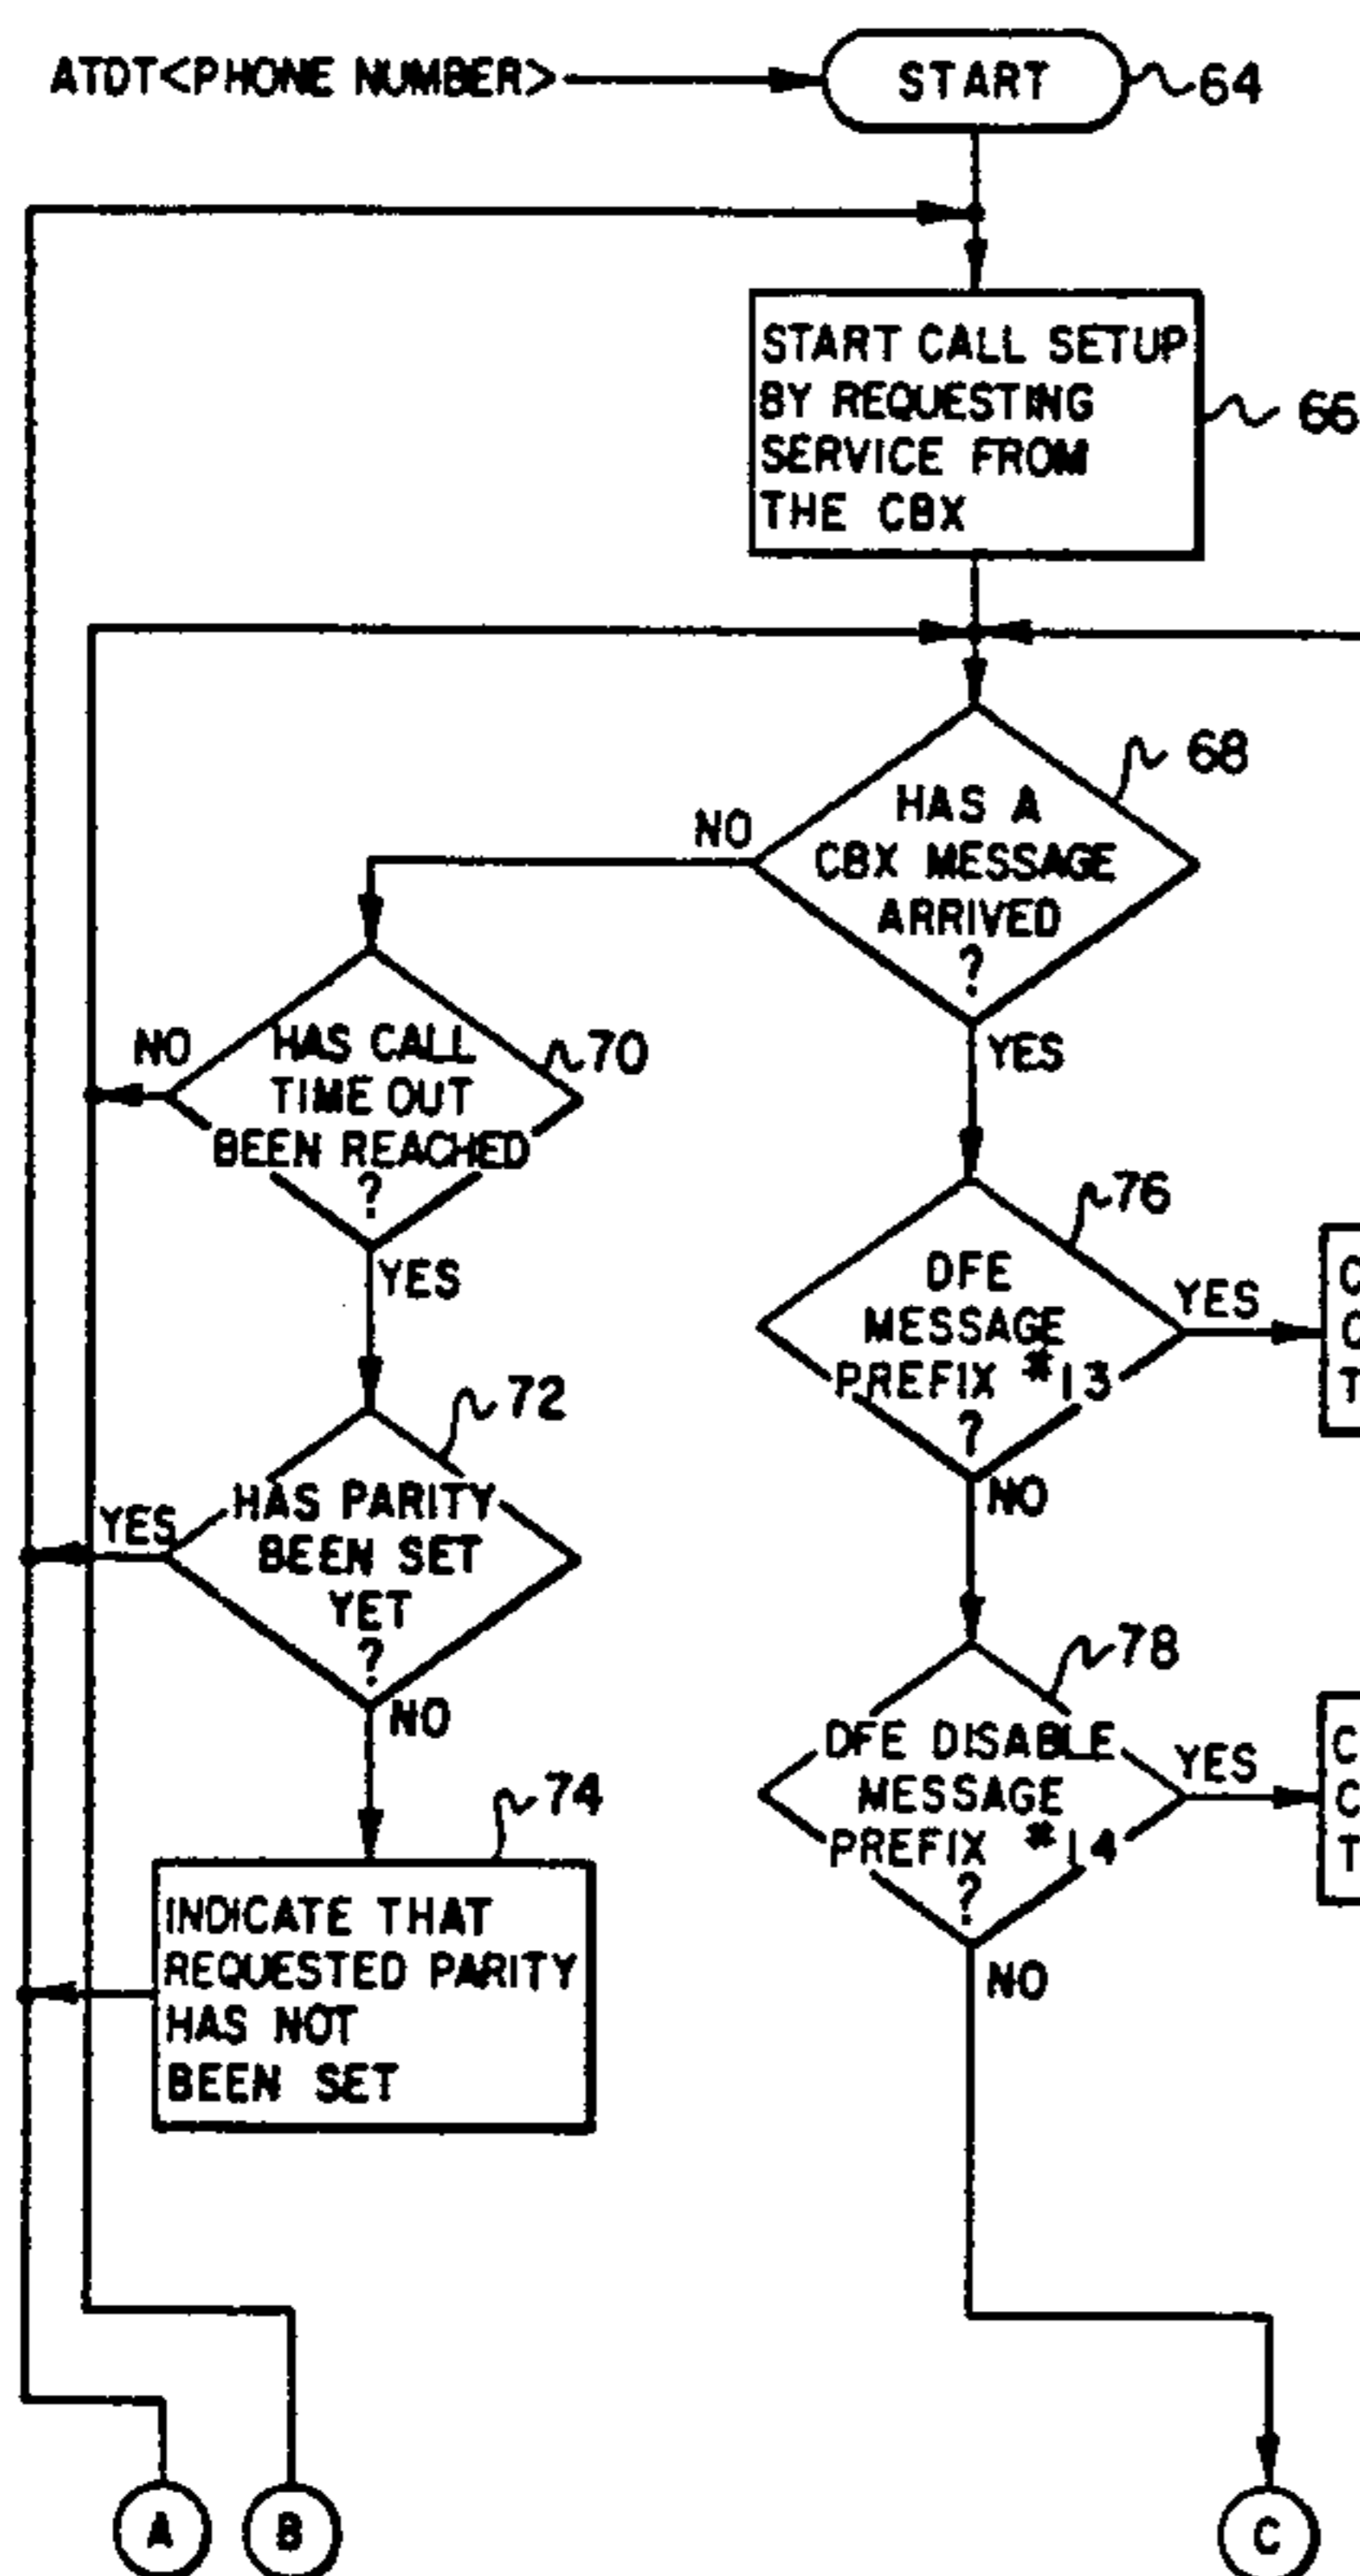 ATDT<PHONE NUMBER>
START
64
START CALL SETUP
BY REQUESTING
SERVICE FROM
THE CBX
66
68
HAS A
CBX MESSAGE
ARRIVED
?
NO
YES
70
HAS CALL
TIME OUT
BEEN REACHED
?
NO
YES
76
DFE
MESSAGE
PREFIX #13
?
YES
NO
C
C
T
72
HAS PARITY
BEEN SET
YET
?
YES
NO
78
DFE DISABLE
MESSAGE
PREFIX #14
?
YES
NO
C
C
T
74
INDICATE THAT
REQUESTED PARITY
HAS NOT
BEEN SET
A
B
C